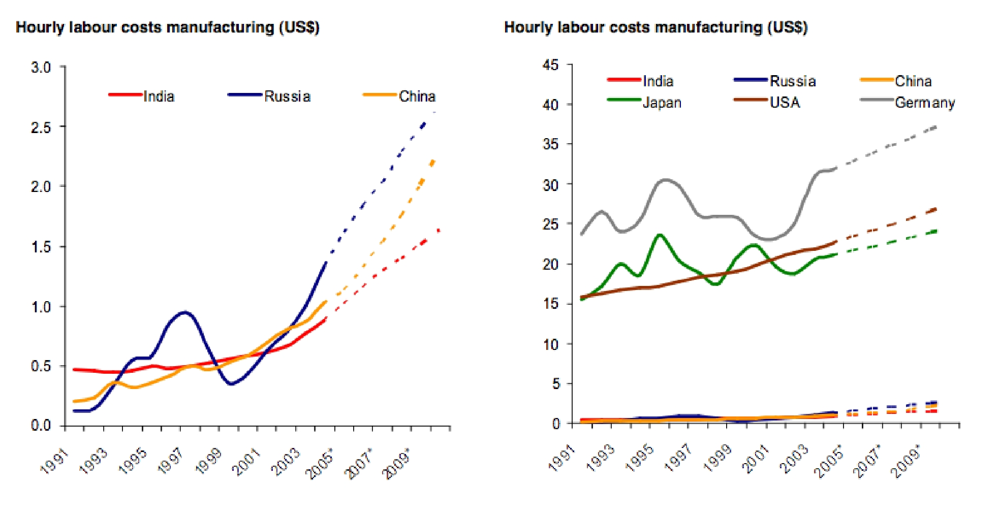 Hourly labour costs manufacturing (US$)
3.0
2.5
2.0
1.5
1.0
0.5
0.0
India Russia China
1991 1993 1995 1997 1999 2001 2003 2005* 2007* 2009*
Hourly labour costs manufacturing (US$)
45
40
35
30
25
20
15
10
5
0
India Russia China
Japan USA Germany
1991 1993 1995 1997 1999 2001 2003 2005* 2007* 2009*